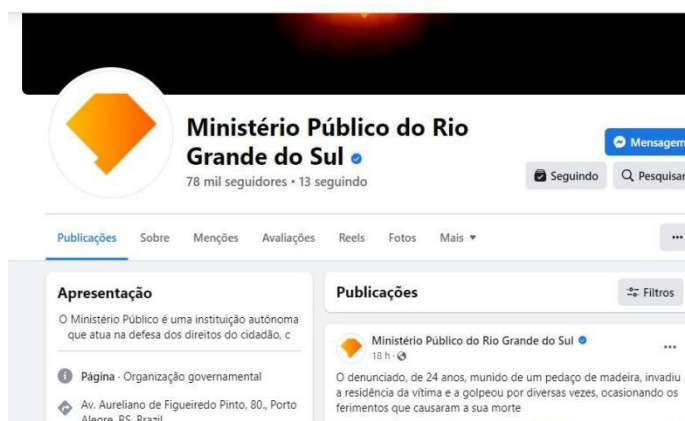 Ministério Público do Rio
Grande do Sul
78 mil seguidores • 13 seguindo
Mensagem
Seguindo
Pesquisar
Publicações Sobre Menções Avaliações Reels Fotos Mais
Apresentação
O Ministério Público é uma instituição autônoma
que atua na defesa dos direitos do cidadão, c
Página · Organização governamental
Av. Aureliano de Figueiredo Pinto, 80., Porto
Alegre, RS, Brazil
Publicações
Filtros
Ministério Público do Rio Grande do Sul
18 h ·
O denunciado, de 24 anos, munido de um pedaço de madeira, invadiu
a residência da vítima e a golpeou por diversas vezes, ocasionando os
ferimentos que causaram a sua morte